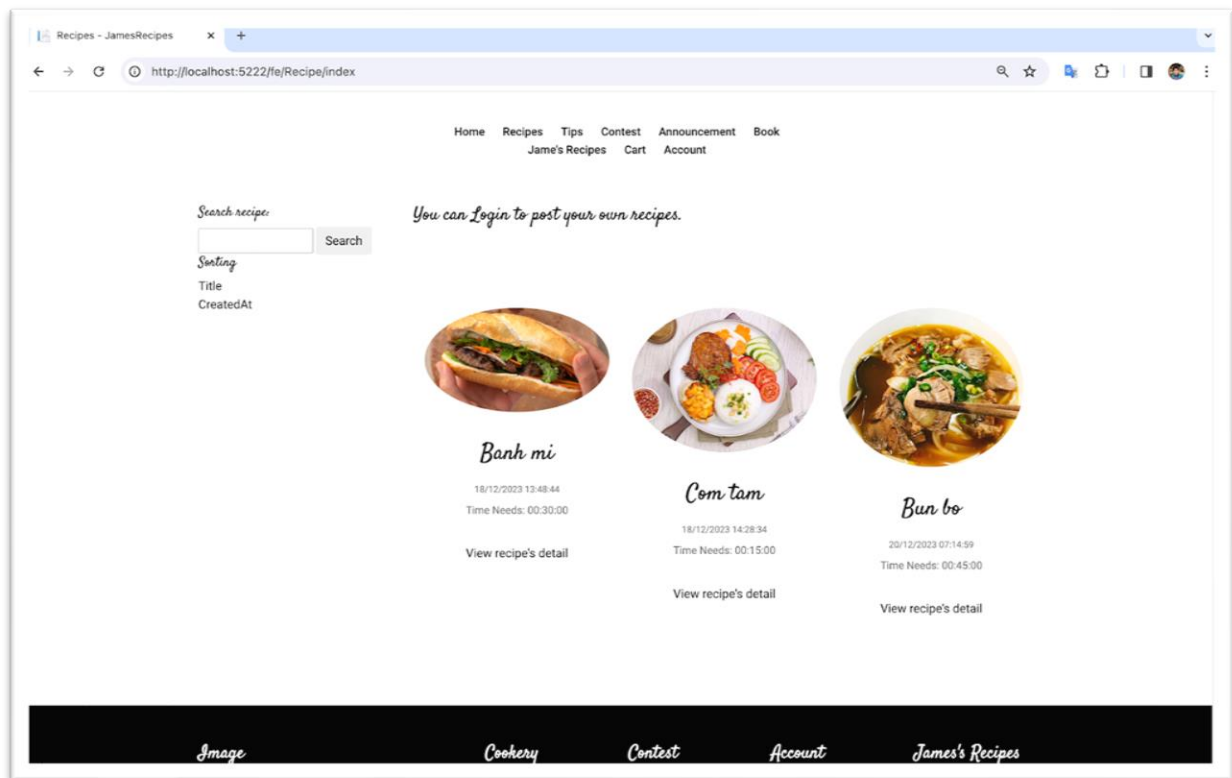 Recipes - JamesRecipes
http://localhost:5222/fe/Recipe/index
Home Recipes Tips Contest Announcement Book
Jame's Recipes Cart Account
Search recipe:
Search
Sorting
Title
CreatedAt
You can Login to post your own recipes.
Banh mi
18/12/2023 13:48:44
Time Needs: 00:30:00
View recipe's detail
Com tam
18/12/2023 14:28:34
Time Needs: 00:15:00
View recipe's detail
Bun bo
20/12/2023 07:14:59
Time Needs: 00:45:00
View recipe's detail
Image Cookery Contest Account James's Recipes